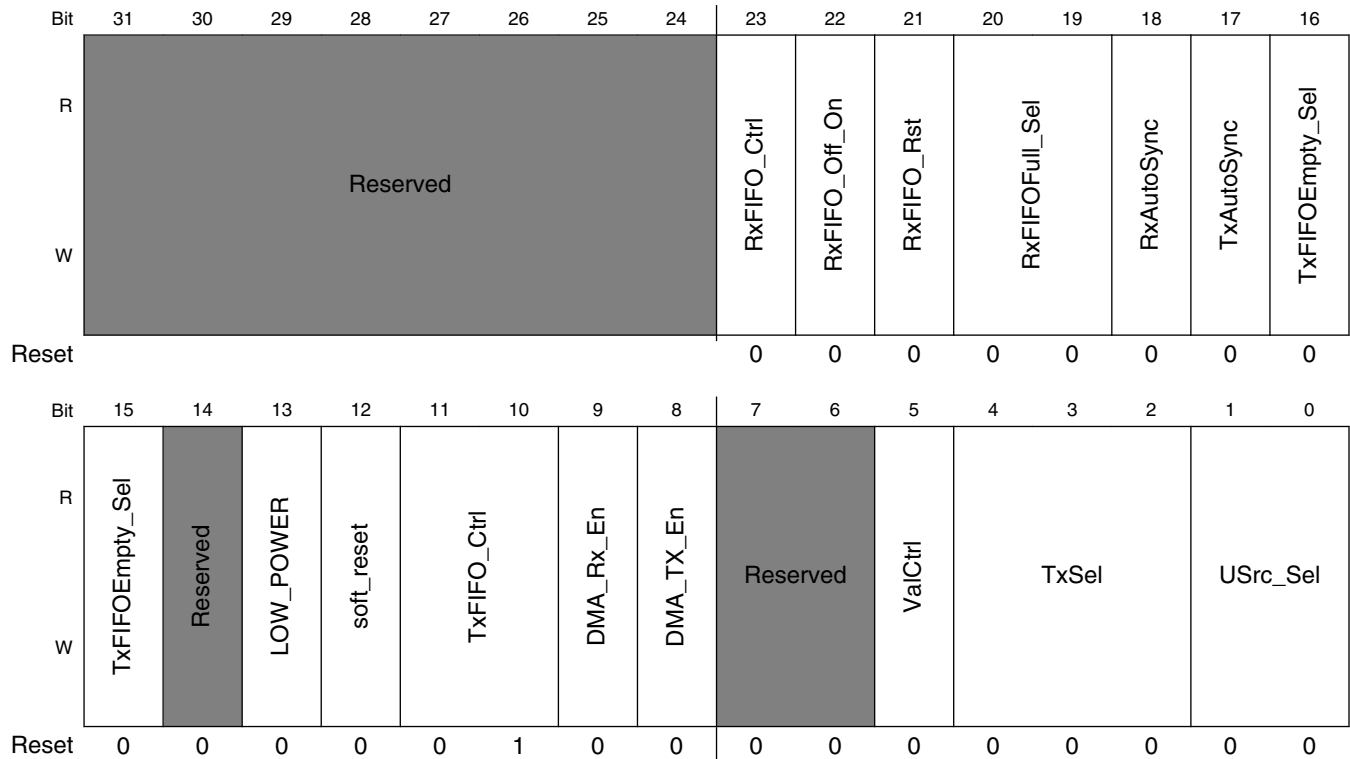 Bit 31 30 29 28 27 26 25 24 23 22 21 20 19 18 17 16
R
W
Reserved
RxFIFO_Ctrl
RxFIFO_Off_On
RxFIFO_Rst
RxFIFOFull_Sel
RxAutoSync
TxAutoSync
TxFIFOEmpty_Sel
Reset 0 0 0 0 0 0 0 0
Bit 15 14 13 12 11 10 9 8 7 6 5 4 3 2 1 0
R
W
TxFIFOEmpty_Sel
Reserved
LOW_POWER
soft_reset
TxFIFO_Ctrl
DMA_Rx_En
DMA_TX_En
Reserved
ValCtrl
TxSel
USrc_Sel
Reset 0 0 0 0 0 1 0 0 0 0 0 0 0 0 0 0